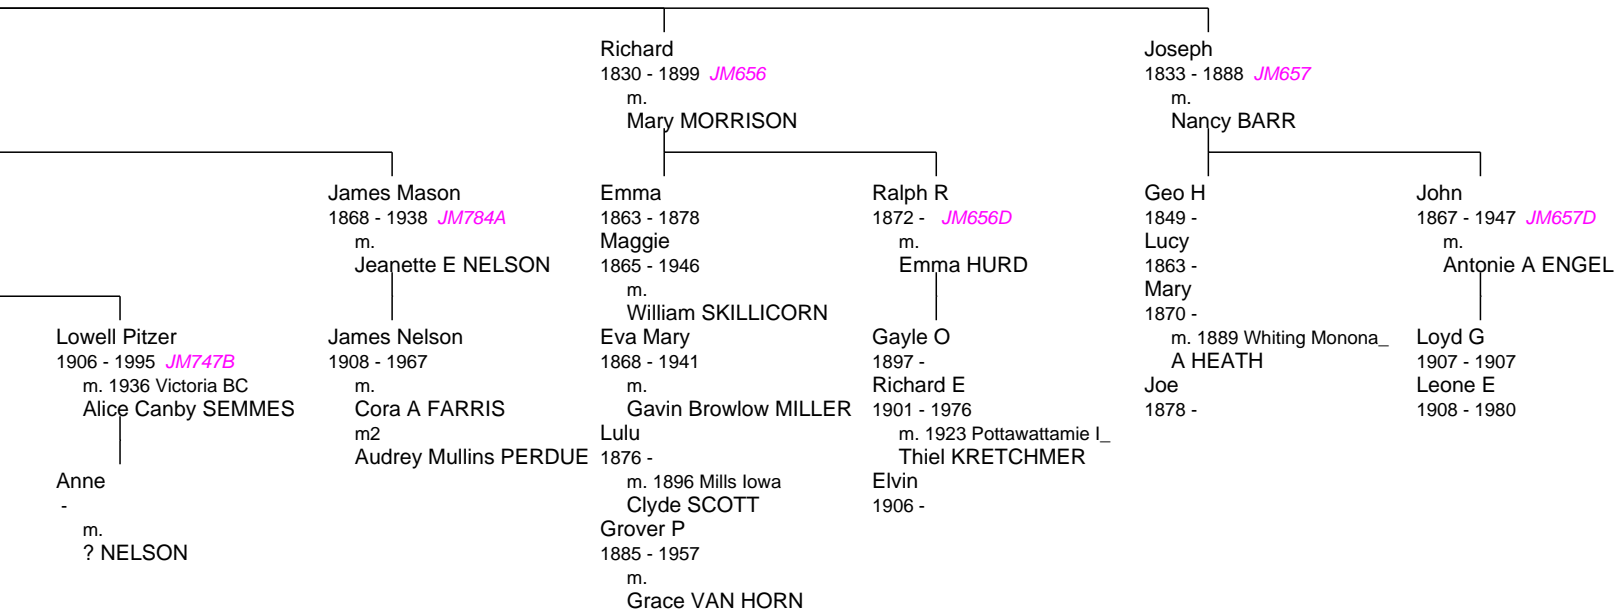 Richard
1830 - 1899 JM656
m.
Mary MORRISON
Joseph
1833 - 1888 JM657
m.
Nancy BARR
James Mason
1868 - 1938 JM784A
m.
Jeanette E NELSON
Emma
1863 - 1878
Maggie
1865 - 1946
m.
William SKILLICORN
Eva Mary
1868 - 1941
m.
Gavin Browlow MILLER
Lulu
1876 -
m. 1896 Mills Iowa
Clyde SCOTT
Grover P
1885 - 1957
m.
Grace VAN HORN
Ralph R
1872 - JM656D
m.
Emma HURD
Geo H
1849 -
Lucy
1863 -
Mary
1870 -
m. 1889 Whiting Monona_
A HEATH
Joe
1878 -
John
1867 - 1947 JM657D
m.
Antonie A ENGEL
Lowell Pitzer
1906 - 1995 JM747B
m. 1936 Victoria BC
Alice Canby SEMMES
James Nelson
1908 - 1967
m.
Cora A FARRIS
m2
Audrey Mullins PERDUE
Gayle O
1897 -
Richard E
1901 - 1976
m. 1923 Pottawattamie I_
Thiel KRETCHMER
Elvin
1906 -
Loyd G
1907 - 1907
Leone E
1908 - 1980
Anne
-
m.
? NELSON